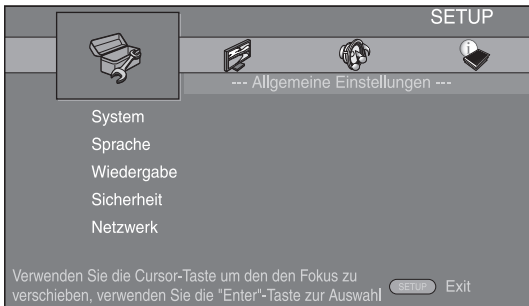 SETUP
--- Allgemeine Einstellungen ---
System
Sprache
Wiedergabe
Sicherheit
Netzwerk
Verwenden Sie die Cursor-Taste um den den Fokus zu
verschieben, verwenden Sie die "Enter"-Taste zur Auswahl
SETUP Exit